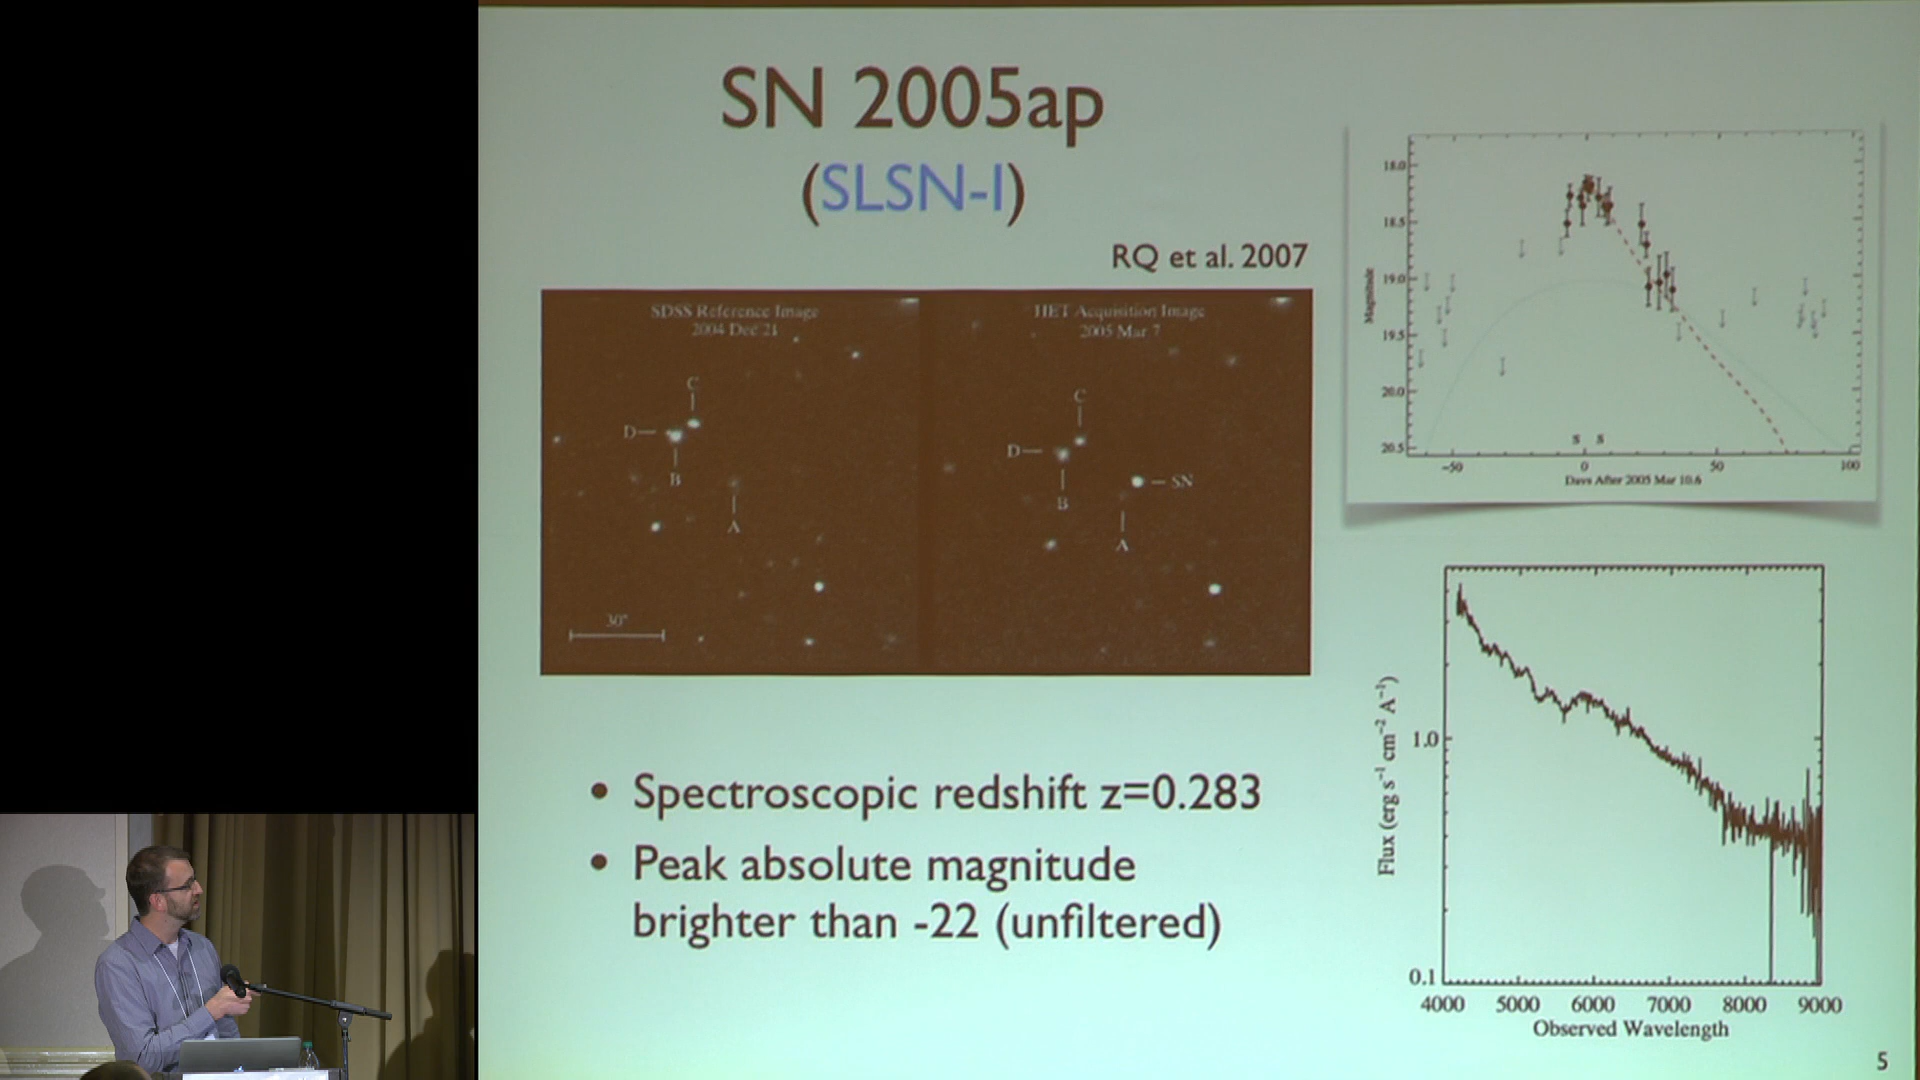 SN 2005ap
(SLSN-I)
RQ et al. 2007
SDSS Reference Image
2004 Dec 21
C
D
B
A
30"
HET Acquisition Image
2005 Mar 7
C
D
B
SN
A
18.0
18.5
19.0
19.5
20.0
20.5
Magnitude
S S
-50 0 50 100
Days After 2005 Mar 10.6
• Spectroscopic redshift z=0.283
• Peak absolute magnitude
brighter than -22 (unfiltered)
Flux (erg s⁻¹ cm⁻² A⁻¹)
1.0
0.1
4000 5000 6000 7000 8000 9000
Observed Wavelength
5